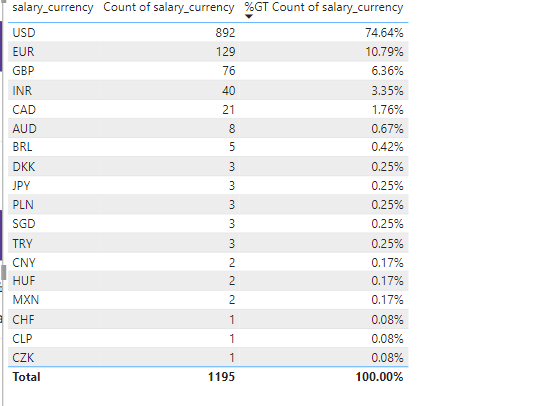 salary_currency Count of salary_currency %GT Count of salary_currency
USD 892 74.64%
EUR 129 10.79%
GBP 76 6.36%
INR 40 3.35%
CAD 21 1.76%
AUD 8 0.67%
BRL 5 0.42%
DKK 3 0.25%
JPY 3 0.25%
PLN 3 0.25%
SGD 3 0.25%
TRY 3 0.25%
CNY 2 0.17%
HUF 2 0.17%
MXN 2 0.17%
CHF 1 0.08%
CLP 1 0.08%
CZK 1 0.08%
Total 1195 100.00%